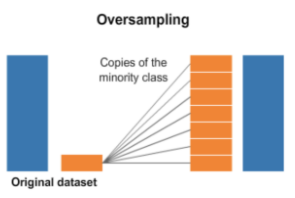 Oversampling
Copies of the
minority class
Original dataset